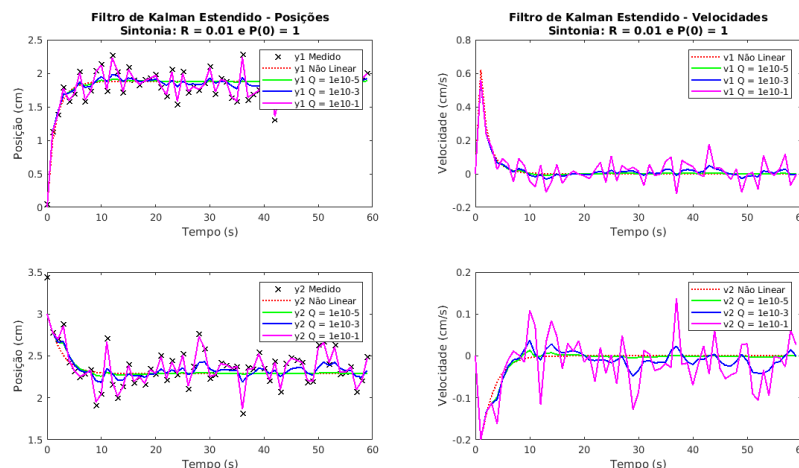 Filtro de Kalman Estendido - Posições
Sintonia: R = 0.01 e P(0) = 1
2.5
2
1.5
1
0.5
0
Posição (cm)
y1 Medido
y1 Não Linear
y1 Q = 1e10-5
y1 Q = 1e10-3
y1 Q = 1e10-1
0 10 20 30 40 50 60
Tempo (s)
Filtro de Kalman Estendido - Velocidades
Sintonia: R = 0.01 e P(0) = 1
0.8
0.6
0.4
0.2
0
-0.2
Velocidade (cm/s)
v1 Não Linear
v1 Q = 1e10-5
v1 Q = 1e10-3
v1 Q = 1e10-1
0 10 20 30 40 50 60
Tempo (s)
3.5
3
2.5
2
1.5
Posição (cm)
y2 Medido
y2 Não Linear
y2 Q = 1e10-5
y2 Q = 1e10-3
y2 Q = 1e10-1
0 10 20 30 40 50 60
Tempo (s)
0.2
0.1
0
-0.1
-0.2
Velocidade (cm/s)
v2 Não Linear
v2 Q = 1e10-5
v2 Q = 1e10-3
v2 Q = 1e10-1
0 10 20 30 40 50 60
Tempo (s)